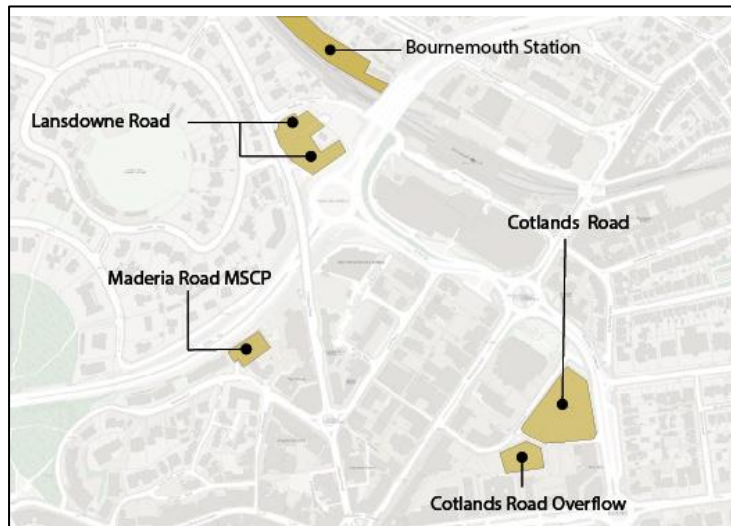 Bournemouth Station
Lansdowne Road
Cotlands Road
Maderia Road MSCP
Cotlands Road Overflow